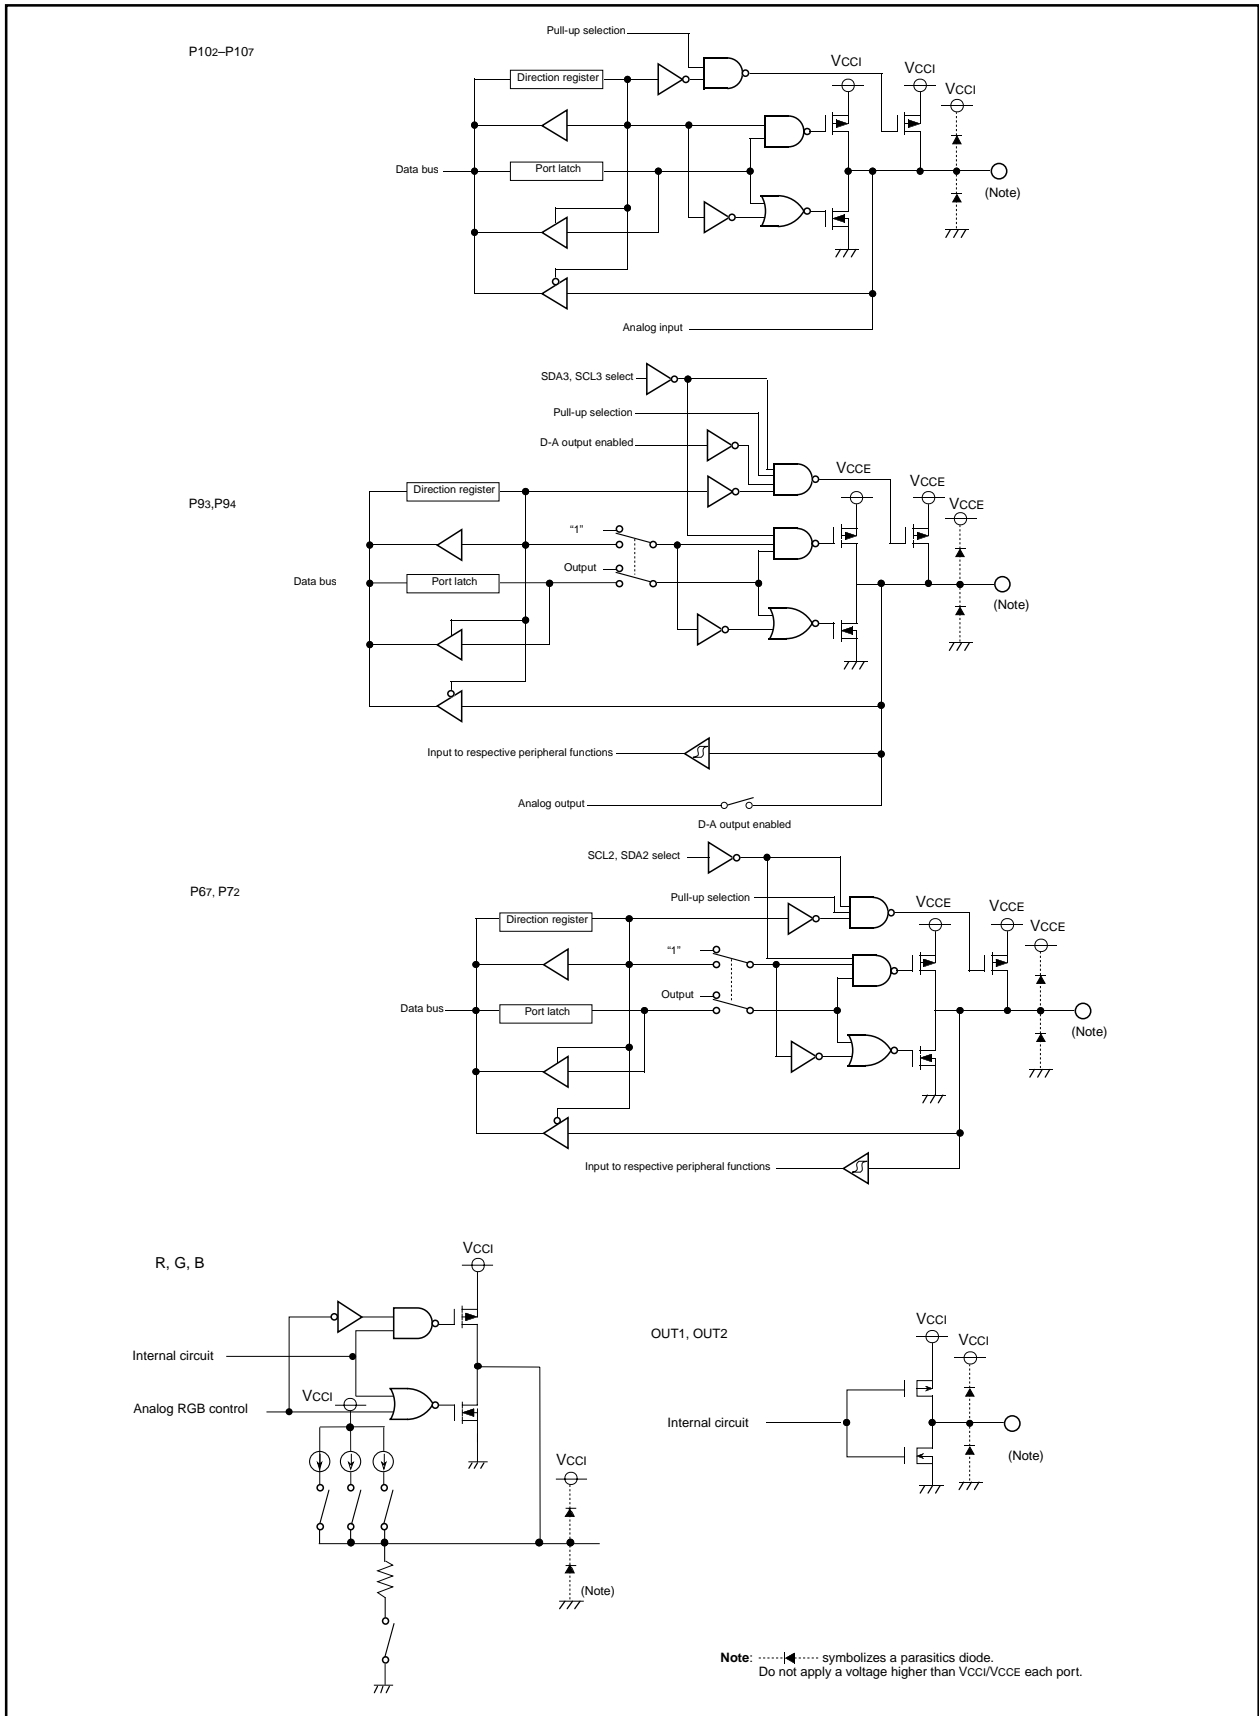 Pull-up selection
P102–P107
VCCI
VCCI
VCCI
Direction register
Data bus
Port latch
(Note)
Analog input
SDA3, SCL3 select
Pull-up selection
D-A output enabled
VCCE
VCCE
VCCE
Direction register
P93,P94
“1”
Output
Data bus
Port latch
(Note)
Input to respective peripheral functions
Analog output
D-A output enabled
SCL2, SDA2 select
P67, P72
Pull-up selection
VCCE
VCCE
VCCE
Direction register
“1”
Output
Data bus
Port latch
(Note)
Input to respective peripheral functions
VCCI
R, G, B
Internal circuit
VCCI
Analog RGB control
VCCI
(Note)
OUT1, OUT2
VCCI
VCCI
Internal circuit
(Note)
Note: symbolizes a parasitics diode.
Do not apply a voltage higher than VCCI/VCCE each port.